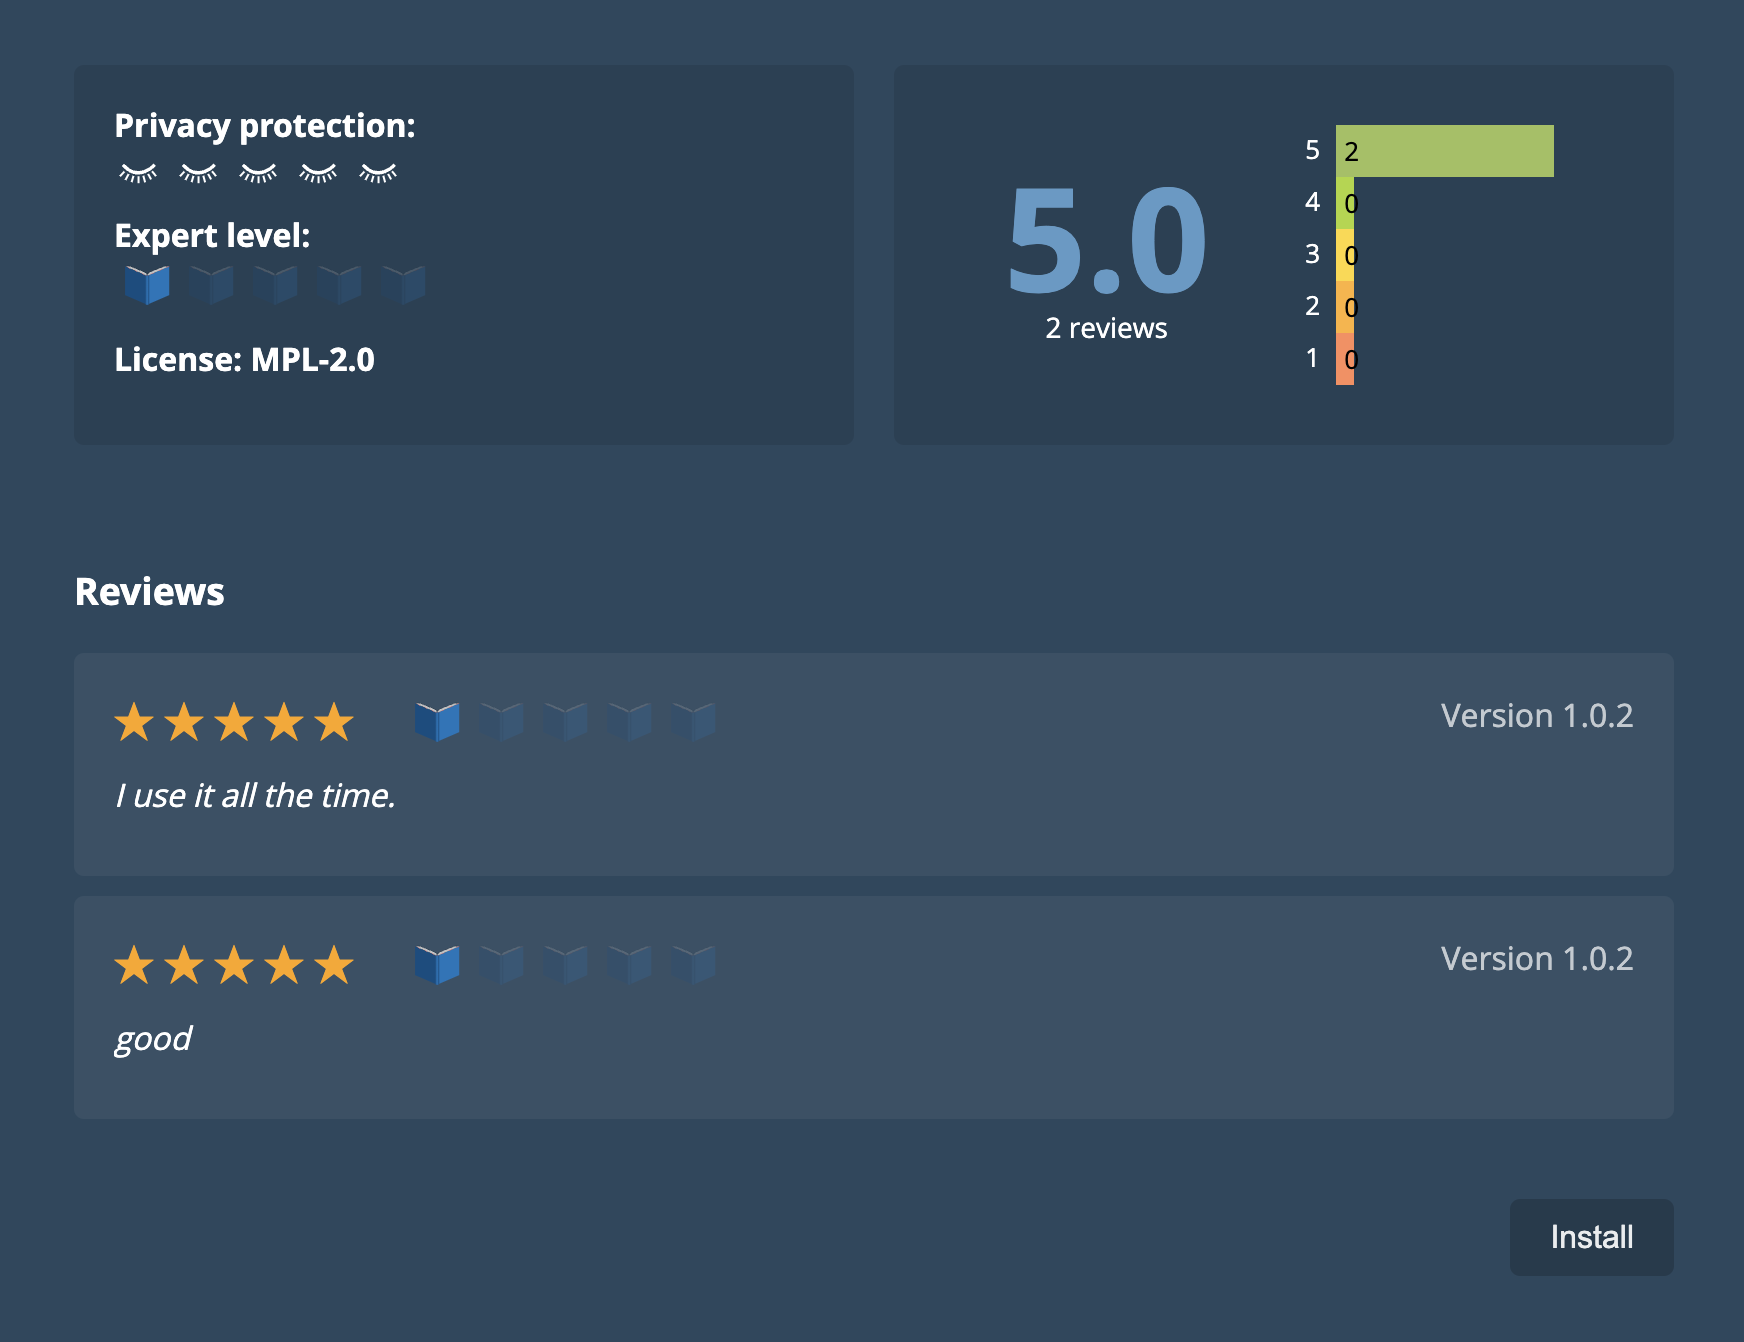 Privacy protection:
Expert level:
License: MPL-2.0
5.0
2 reviews
5 2
4 0
3 0
2 0
1 0
Reviews
Version 1.0.2
I use it all the time.
Version 1.0.2
good
Install